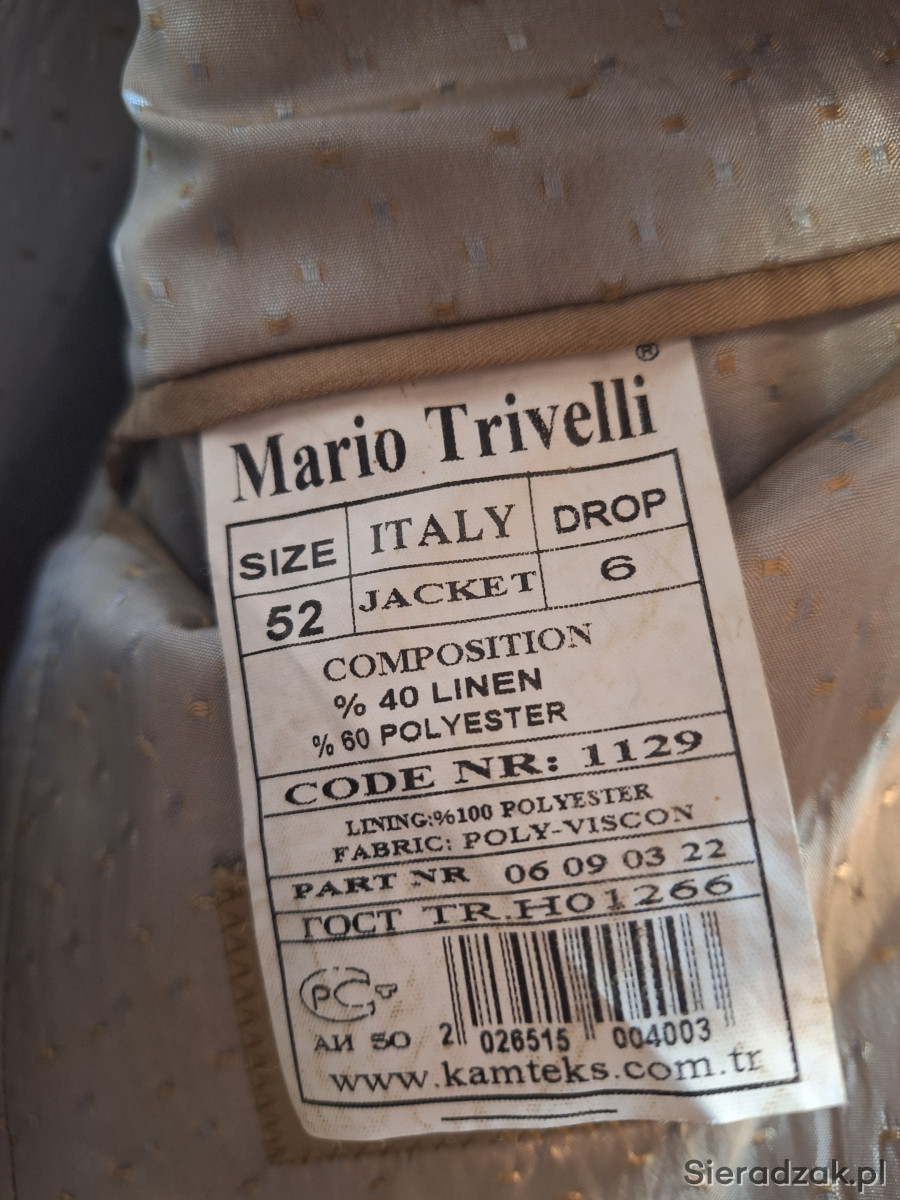 ®
Mario Trivelli
SIZE ITALY DROP
52 JACKET 6
COMPOSITION
% 40 LINEN
% 60 POLYESTER
CODE NR: 1129
LINING:%100 POLYESTER
FABRIC: POLY-VISCON
PART NR 06 09 03 22
ГОСТ TR.HO1266
РСТ
АИ 50 2 026515 004003
www.kamteks.com.tr
Sieradzak.pl